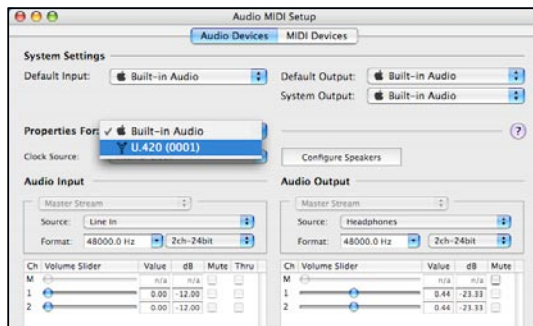 Audio MIDI Setup
Audio Devices MIDI Devices
System Settings
Default Input: Built-in Audio Default Output: Built-in Audio
System Output: Built-in Audio
Properties For: ✓ Built-in Audio
U.420 (0001)
Clock Source: Configure Speakers
Audio Input Audio Output
Master Stream Master Stream
Source: Line In Source: Headphones
Format: 48000.0 Hz 2ch-24bit Format: 48000.0 Hz 2ch-24bit
Ch Volume Slider Value dB Mute Thru Ch Volume Slider Value dB Mute
M n/a n/a M n/a n/a
1 0.00 -12.00 1 0.44 -23.33
2 0.00 -12.00 2 0.44 -23.33